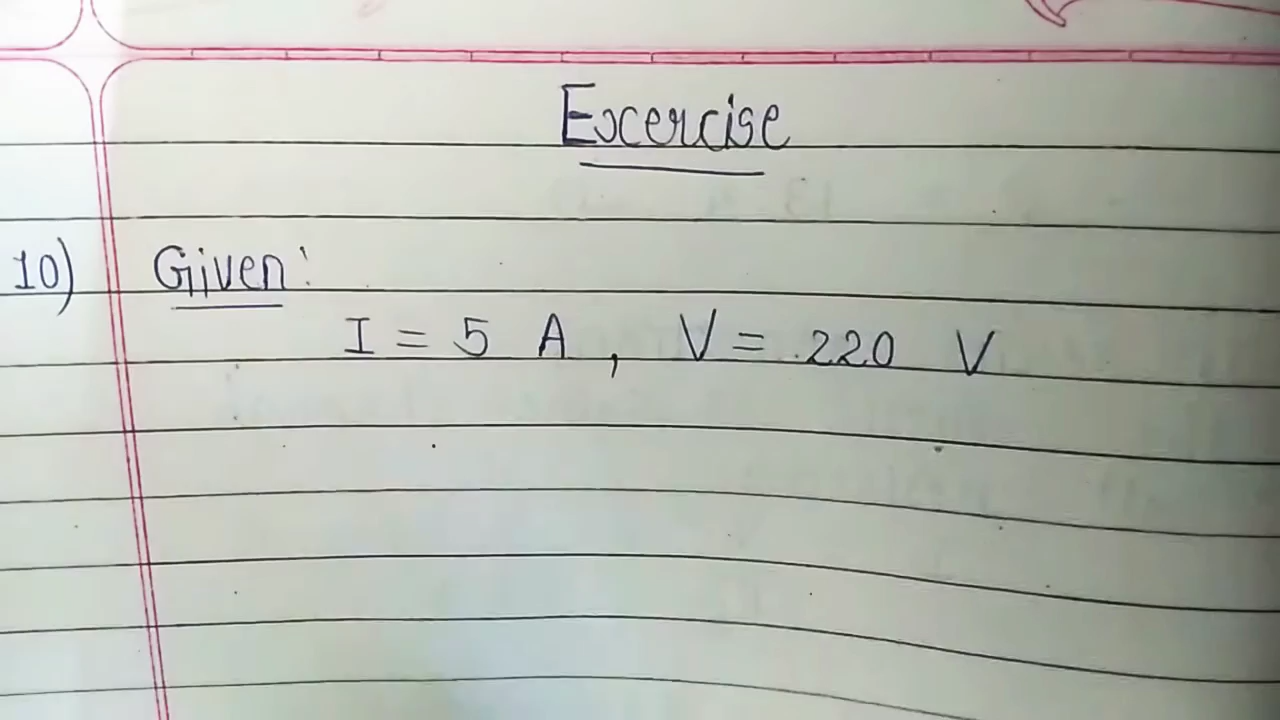 Excercise
10) Given:
I = 5 A , V = 220 V